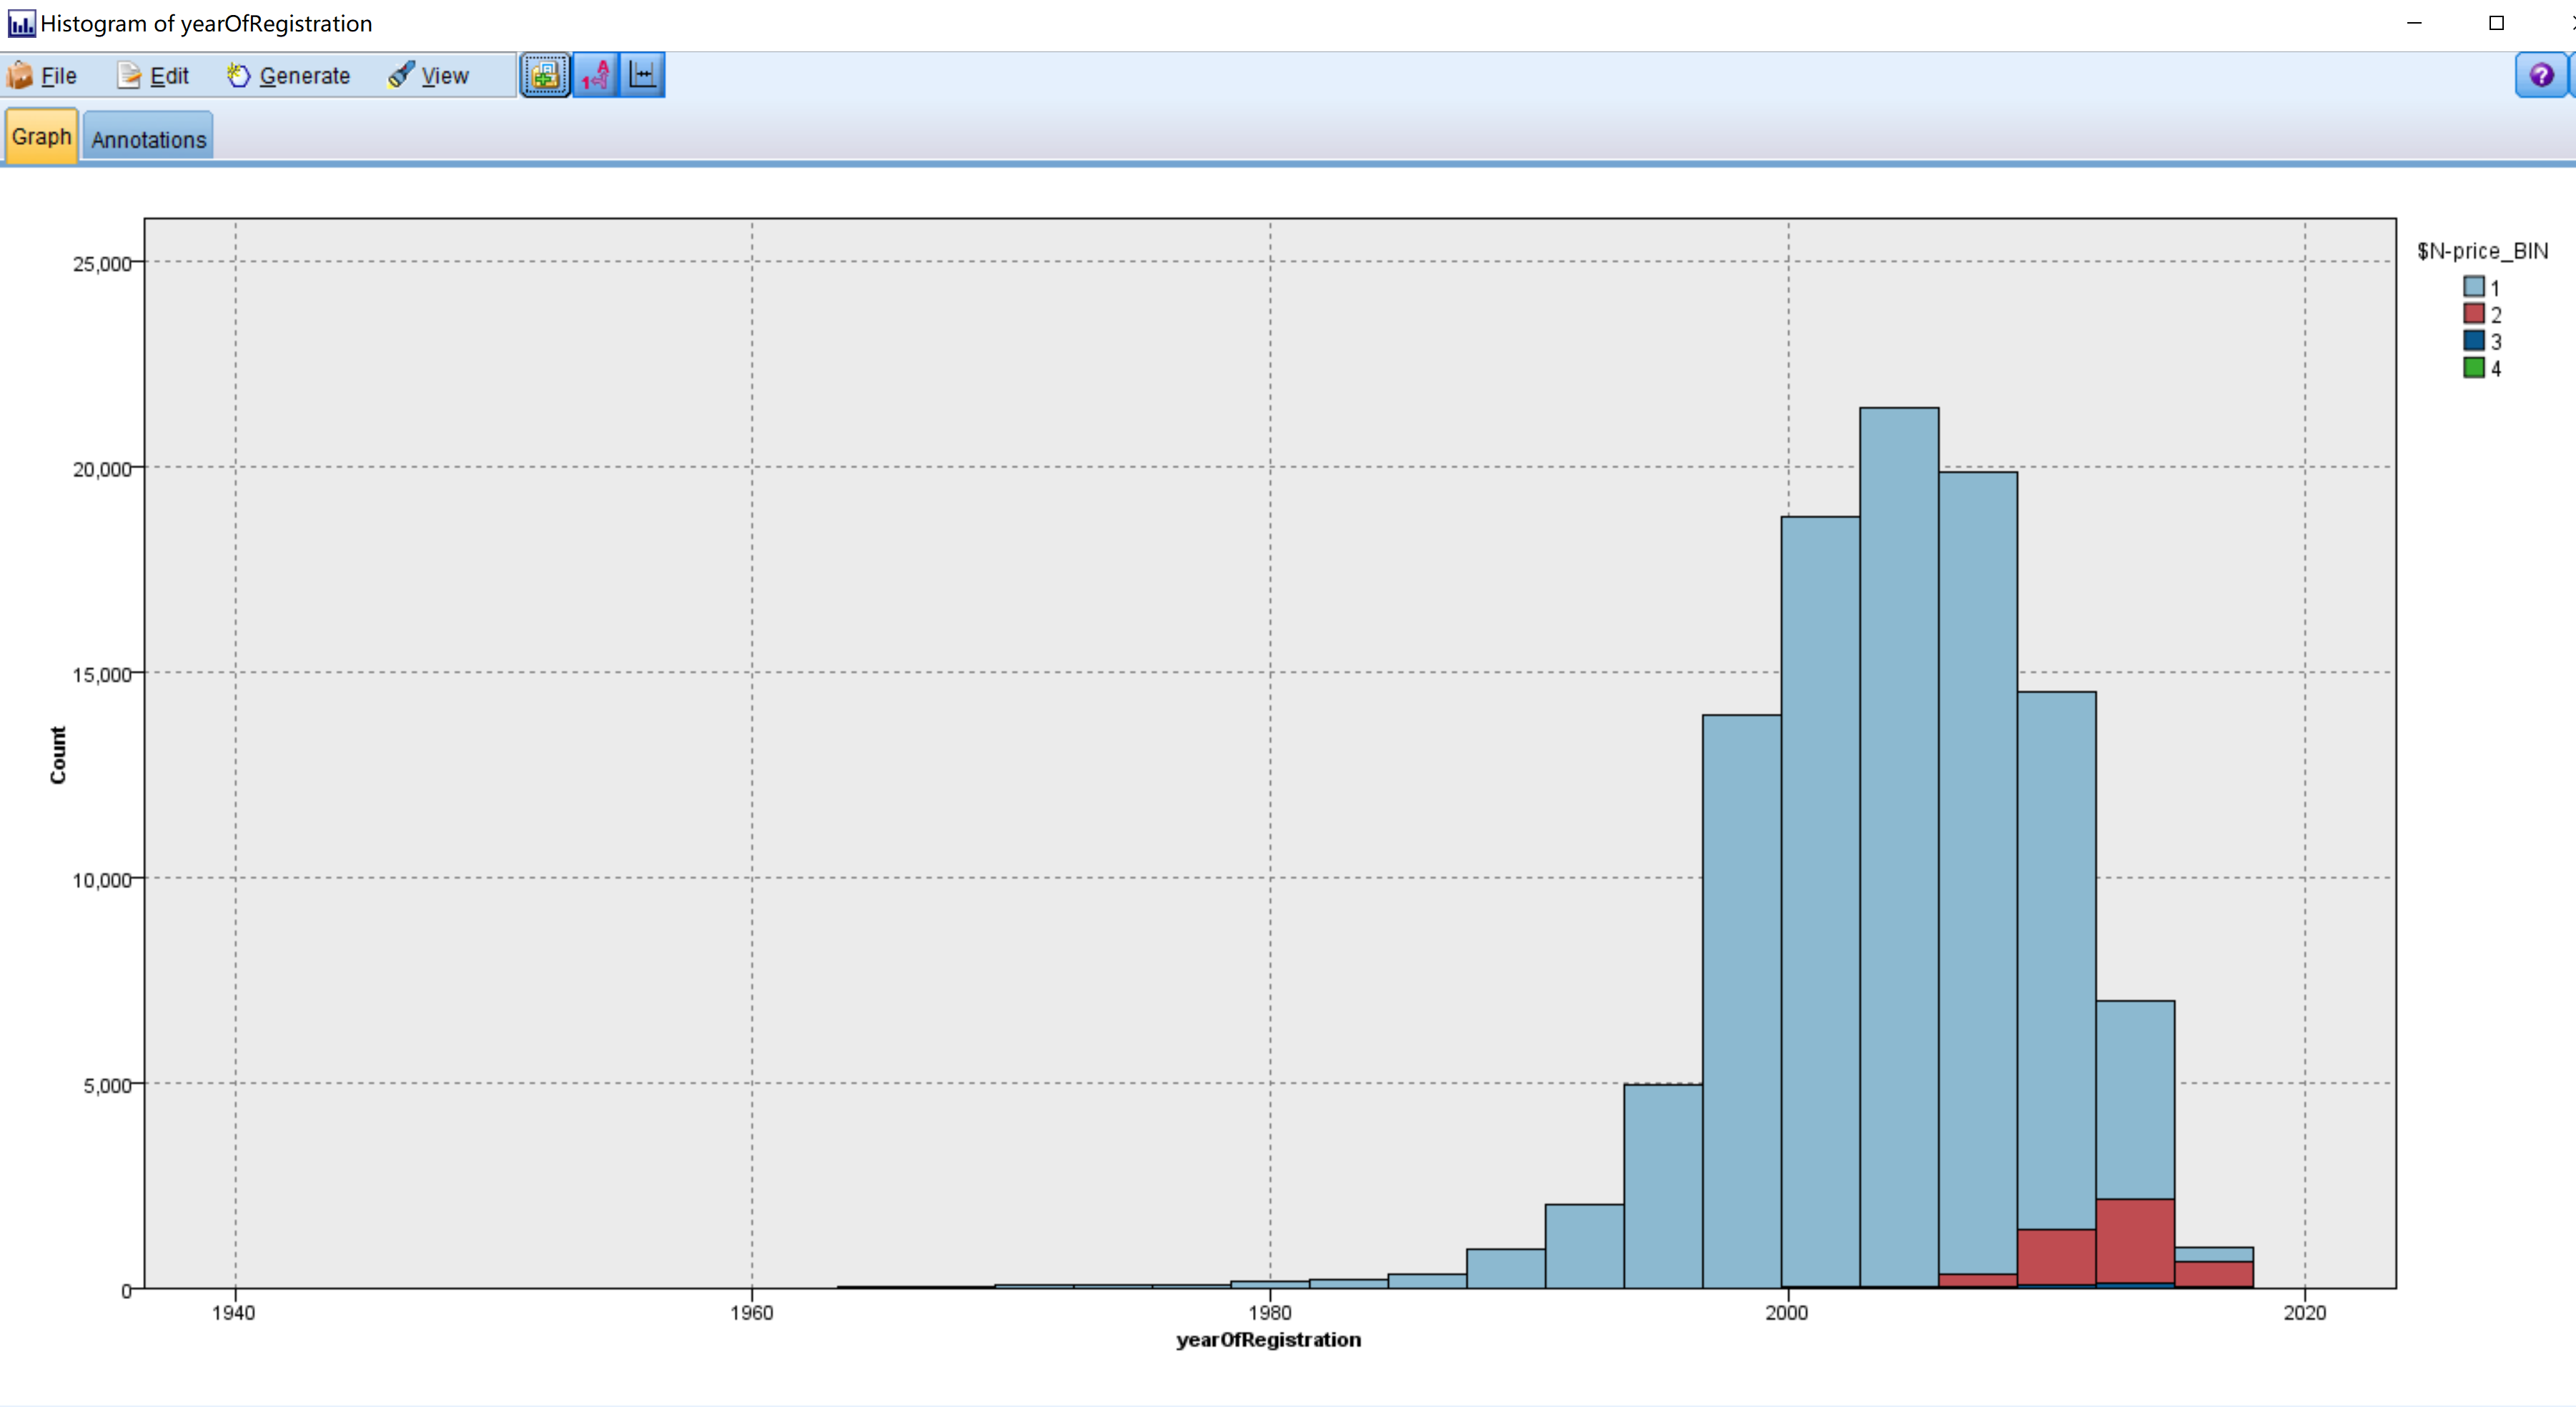 Histogram of yearOfRegistration
File Edit Generate View
Graph Annotations
$N-price_BIN
1
2
3
4
25,000
20,000
15,000
10,000
5,000
0
Count
1940 1960 1980 2000 2020
yearOfRegistration